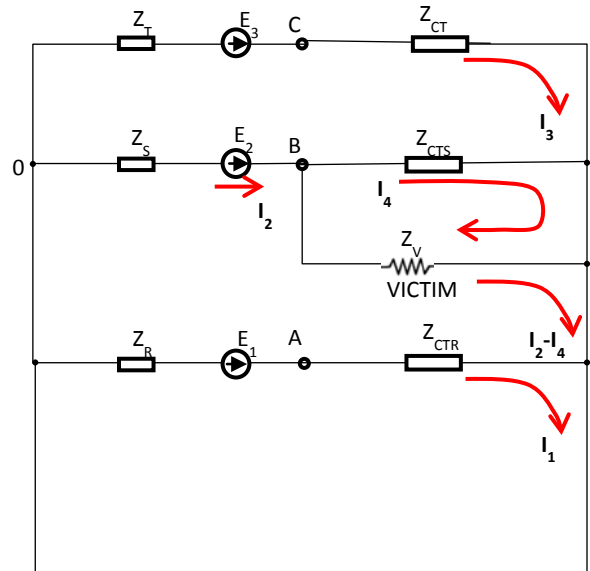 Z_T E_3 C Z_CT
I_3
0 Z_S E_2 B Z_CTS
I_2 I_4
Z_V
VICTIM
I_2-I_4
Z_R E_1 A Z_CTR
I_1